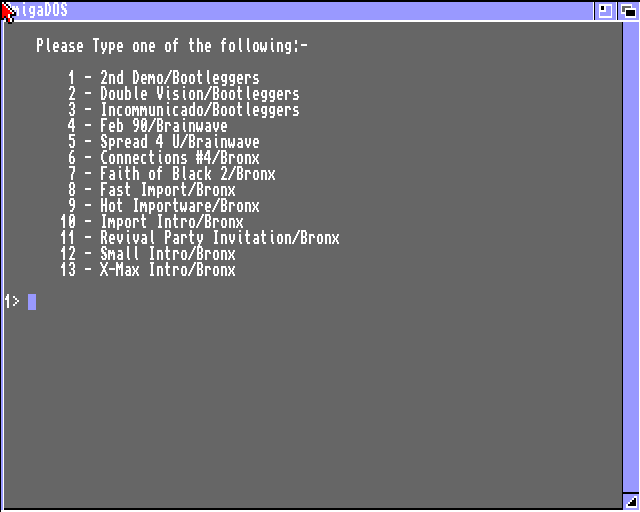 AmigaDOS
Please Type one of the following:-
1 - 2nd Demo/Bootleggers
2 - Double Vision/Bootleggers
3 - Incommunicado/Bootleggers
4 - Feb 90/Brainwave
5 - Spread 4 U/Brainwave
6 - Connections #4/Bronx
7 - Faith of Black 2/Bronx
8 - Fast Import/Bronx
9 - Hot Importware/Bronx
10 - Import Intro/Bronx
11 - Revival Party Invitation/Bronx
12 - Small Intro/Bronx
13 - X-Max Intro/Bronx
1>